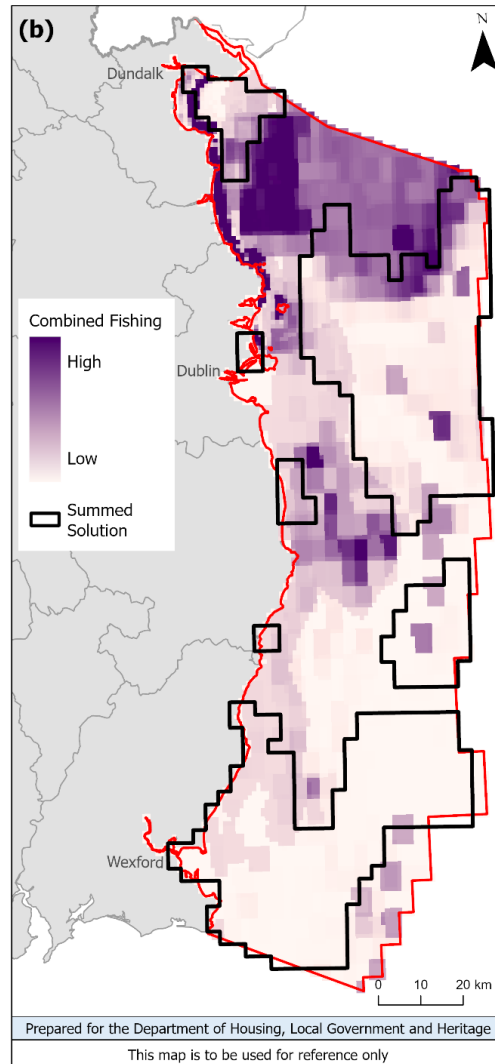 (b)
N
Dundalk
Combined Fishing
High
Low
Summed
Solution
Dublin
Wexford
0 10 20 km
Prepared for the Department of Housing, Local Government and Heritage
This map is to be used for reference only